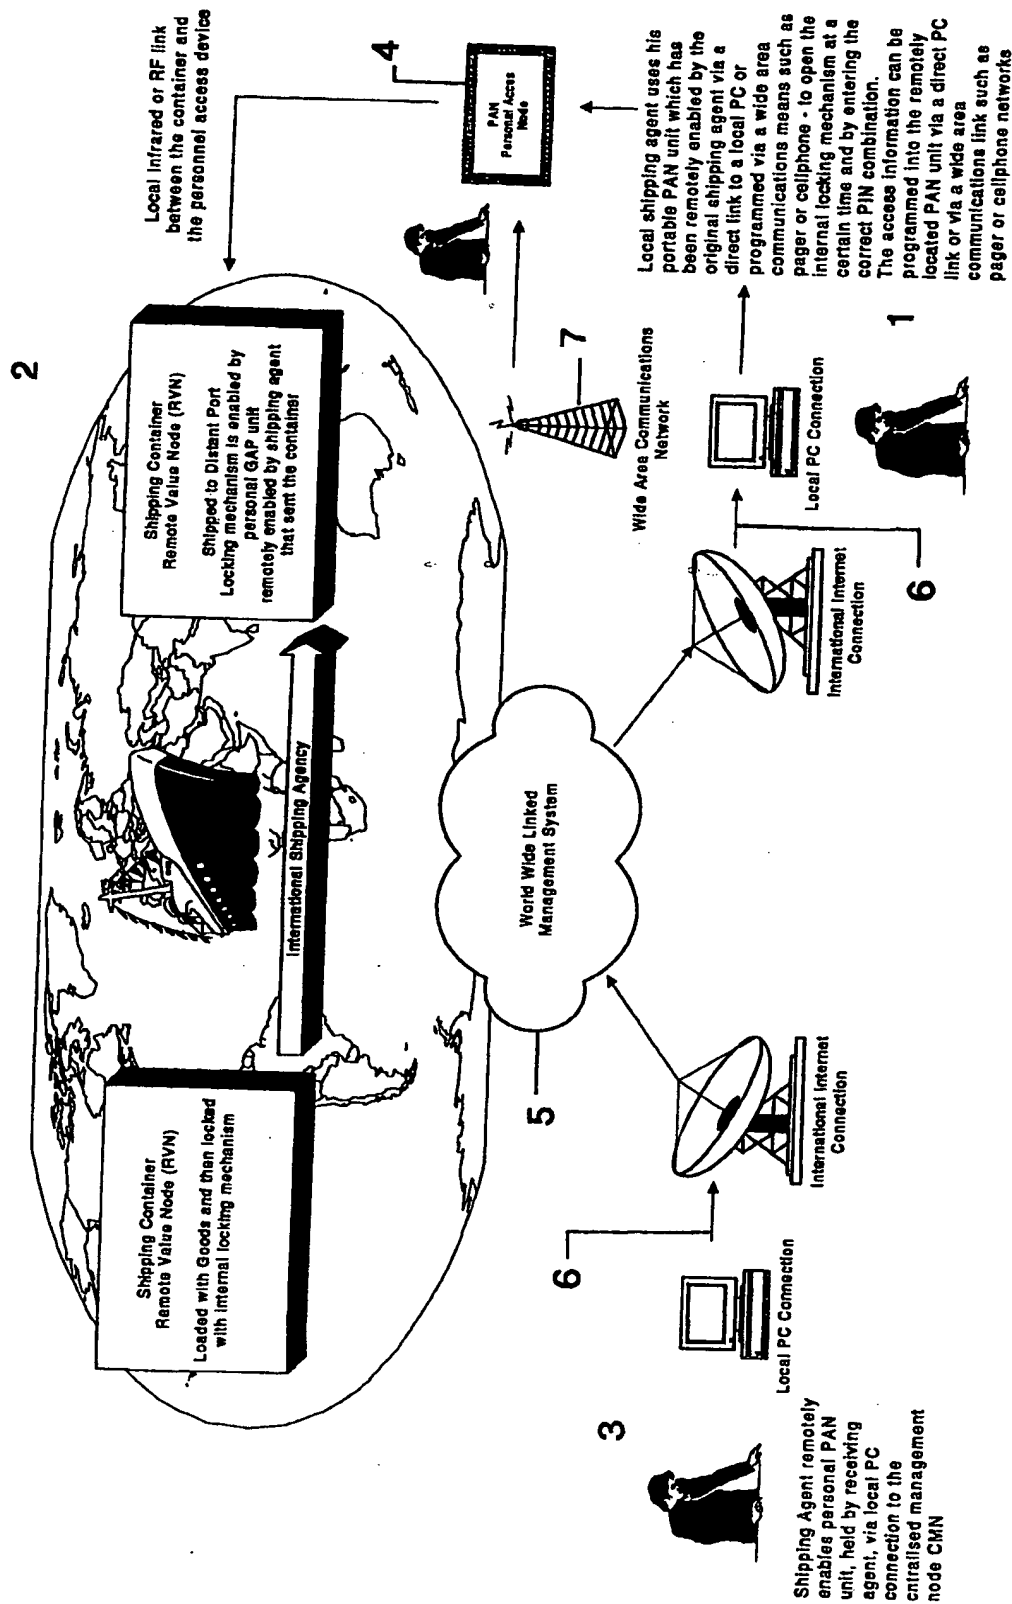 2
Shipping Container
Remote Value Node (RVN)
Loaded with Goods and then locked
with internal locking mechanism
International Shipping Agency
Shipping Container
Remote Value Node (RVN)
Shipped to Distant Port
Locking mechanism is enabled by
personal GAP unit
remotely enabled by shipping agent
that sent the container
Local Infrared or RF link
between the container and
the personnel access device
4
PAN
Personal Acces
Node
5
World Wide Linked
Management System
7
Wide Area Communications
Network
Local shipping agent uses his
portable PAN unit which has
been remotely enabled by the
original shipping agent via a
direct link to a local PC or
programmed via a wide area
communications means such as
pager or cellphone - to open the
internal locking mechanism at a
certain time and by entering the
correct PIN combination.
The access information can be
programmed into the remotely
located PAN unit via a direct PC
link or via a wide area
communications link such as
pager or cellphone networks
3
Shipping Agent remotely
enables personal PAN
unit, held by receiving
agent, via local PC
connection to the
cntralised management
node CMN
Local PC Connection
6
International Internet
Connection
International Internet
Connection
6
Local PC Connection
1